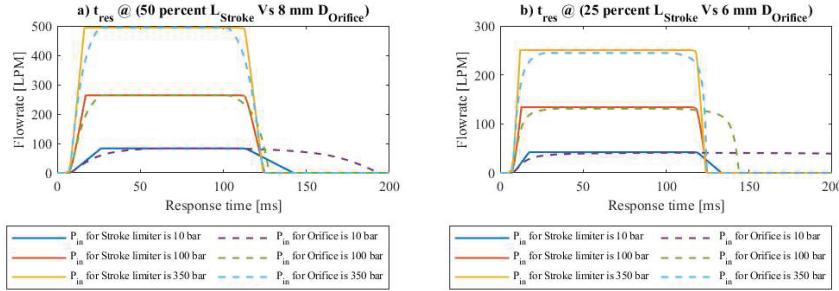 a) t_res @ (50 percent L_Stroke Vs 8 mm D_Orifice)
500
400
300
200
100
0
Flowrate [LPM]
0 50 100 150 200
Response time [ms]
P_in for Stroke limiter is 10 bar
P_in for Orifice is 10 bar
P_in for Stroke limiter is 100 bar
P_in for Orifice is 100 bar
P_in for Stroke limiter is 350 bar
P_in for Orifice is 350 bar
b) t_res @ (25 percent L_Stroke Vs 6 mm D_Orifice)
300
200
100
0
Flowrate [LPM]
0 50 100 150 200
Response time [ms]
P_in for Stroke limiter is 10 bar
P_in for Orifice is 10 bar
P_in for Stroke limiter is 100 bar
P_in for Orifice is 100 bar
P_in for Stroke limiter is 350 bar
P_in for Orifice is 350 bar